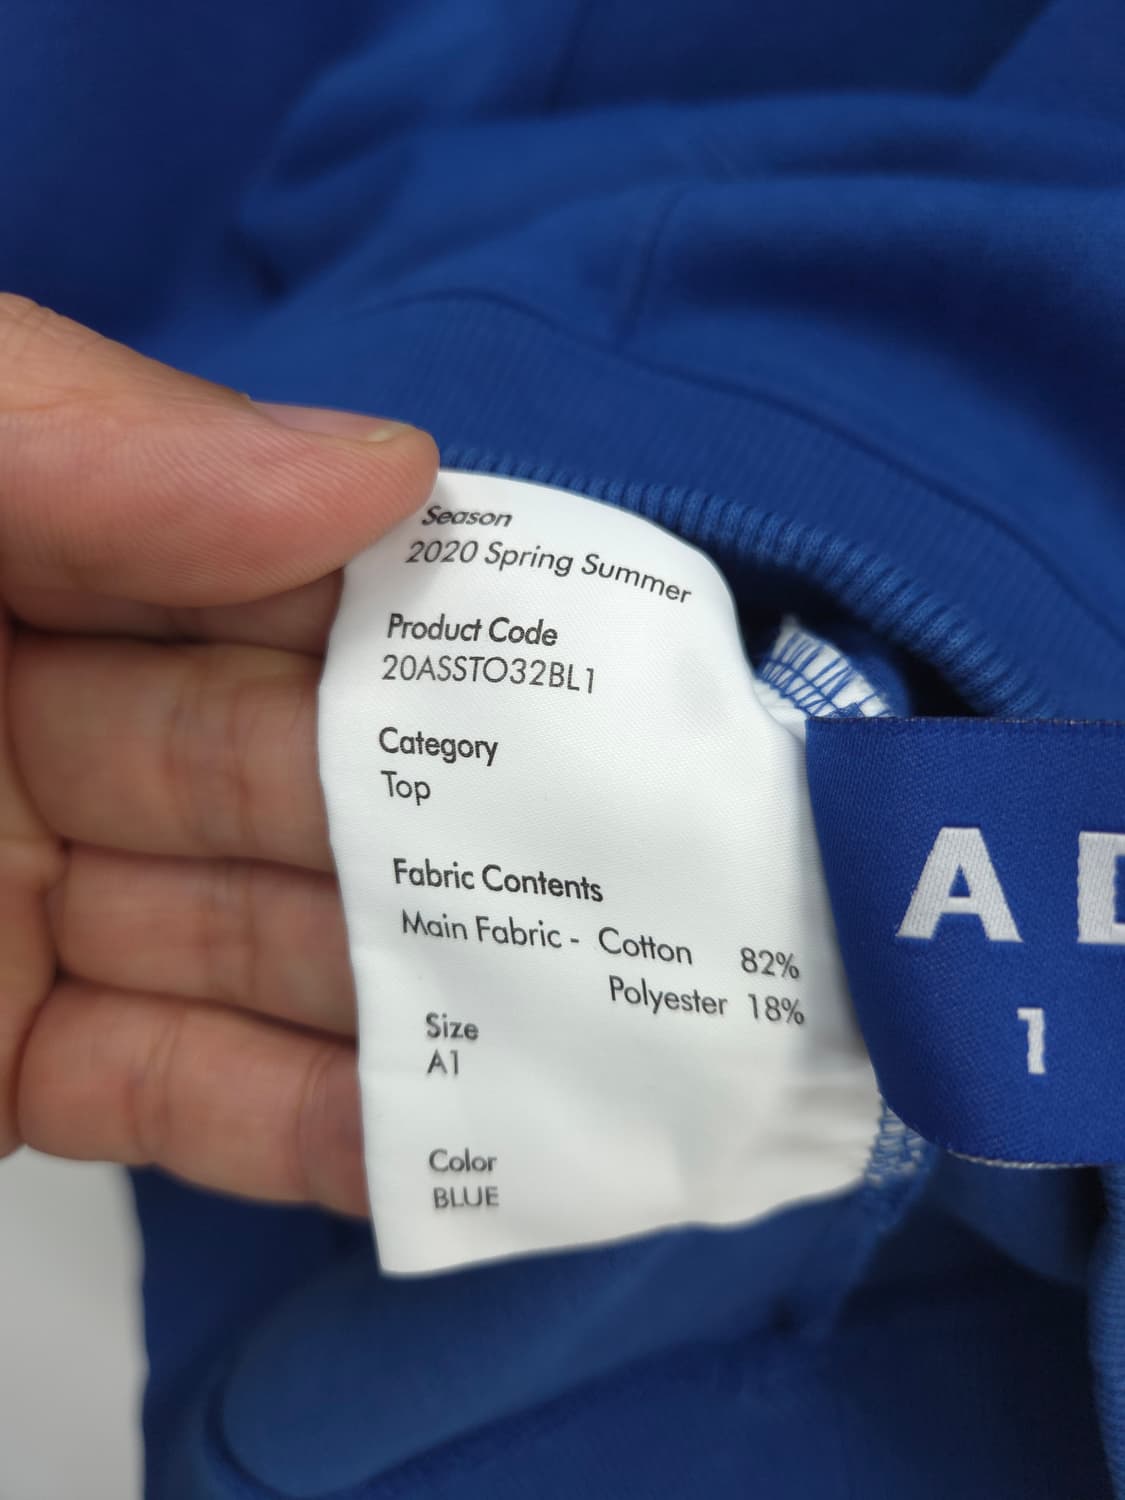 Season
2020 Spring Summer
Product Code
20ASSTO32BL1
Category
Top
Fabric Contents
Main Fabric - Cotton 82%
Polyester 18%
Size
A1
Color
BLUE
A
1